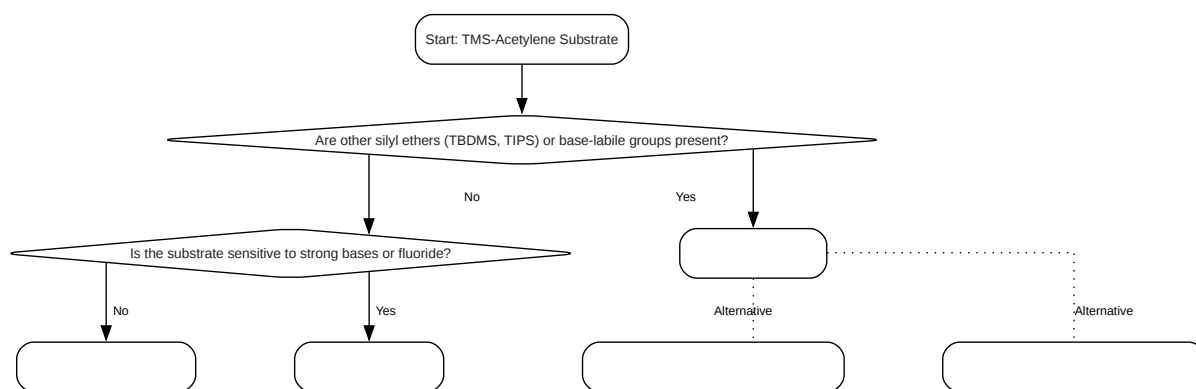 Start: TMS-Acetylene Substrate
Are other silyl ethers (TBDMS, TIPS) or base-labile groups present?
No
Yes
Is the substrate sensitive to strong bases or fluoride?
No
Yes
Alternative
Alternative